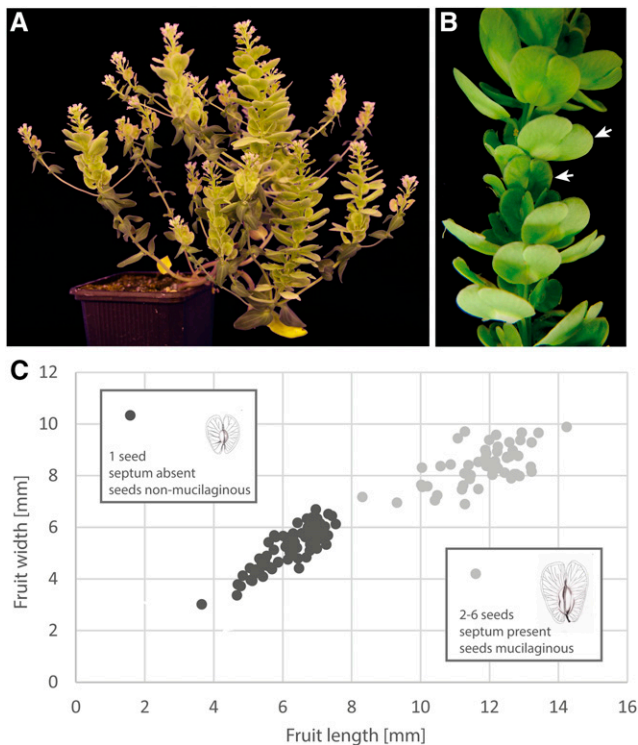 A
B
C
12
10
8
6
4
2
0
Fruit width [mm]
1 seed
septum absent
seeds non-mucilaginous
2-6 seeds
septum present
seeds mucilaginous
0 2 4 6 8 10 12 14 16
Fruit length [mm]